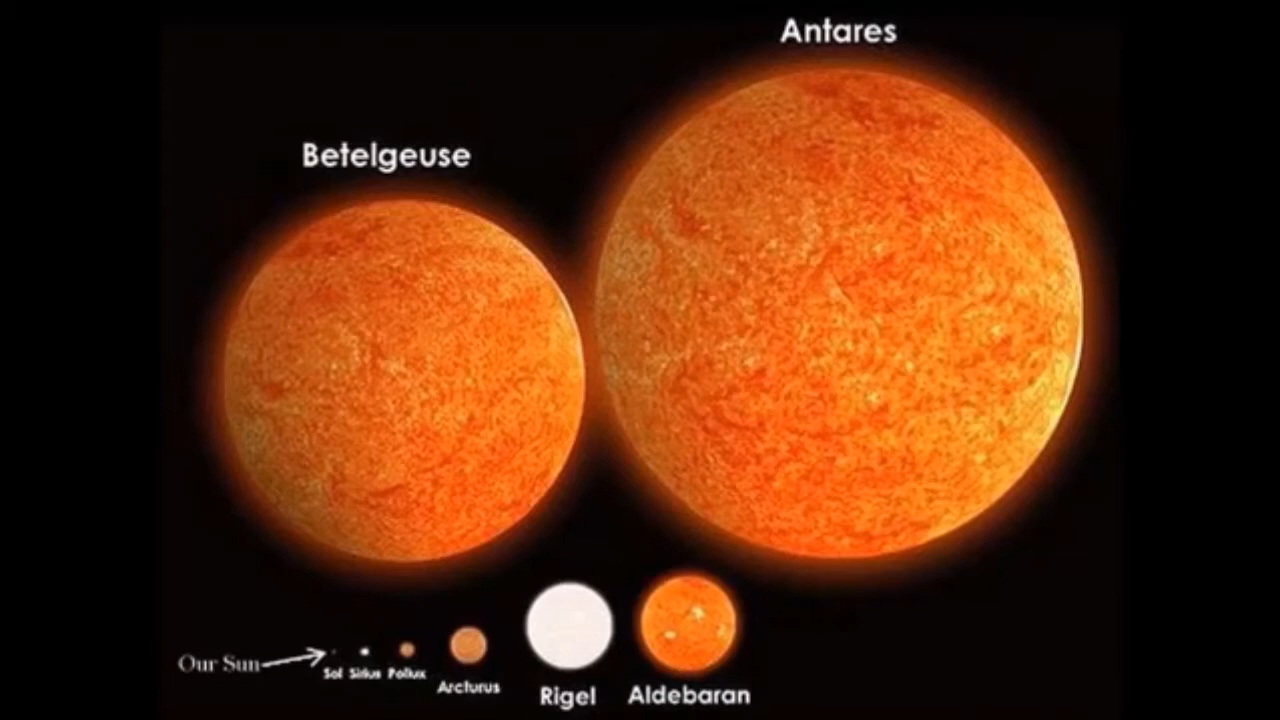 Antares
Betelgeuse
Our Sun
Sol
Sirius
Pollux
Arcturus
Rigel
Aldebaran